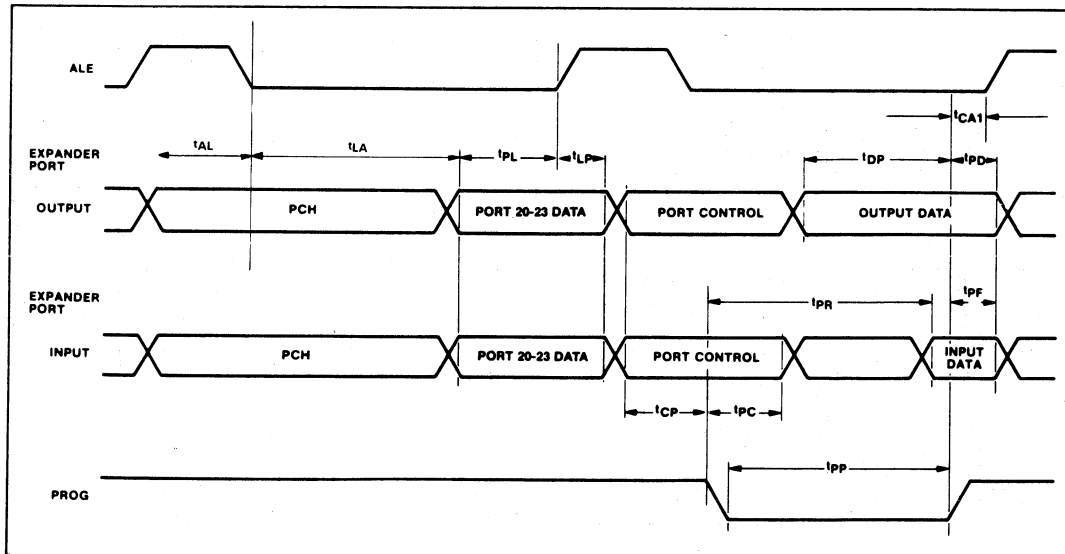 ALE
tCA1
tAL
tLA
tPL
tLP
tDP
tPD
EXPANDER
PORT
OUTPUT
PCH
PORT 20-23 DATA
PORT CONTROL
OUTPUT DATA
EXPANDER
PORT
tPR
tPF
INPUT
PCH
PORT 20-23 DATA
PORT CONTROL
INPUT
DATA
tCP
tPC
tPP
PROG